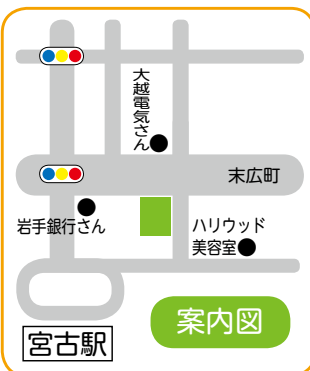 大越電気さん
末広町
岩手銀行さん
ハリウッド
美容室
案内図
宮古駅